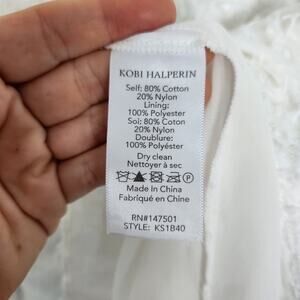 KOBI HALPERIN
Self: 80% Cotton
20% Nylon
Lining:
100% Polyester
Soi: 80% Coton
20% Nylon
Doublure:
100% Polyéster
Dry clean
Nettoyer à sec
Made In China
Fabriqué en Chine
RN#147501
STYLE: KS1B40